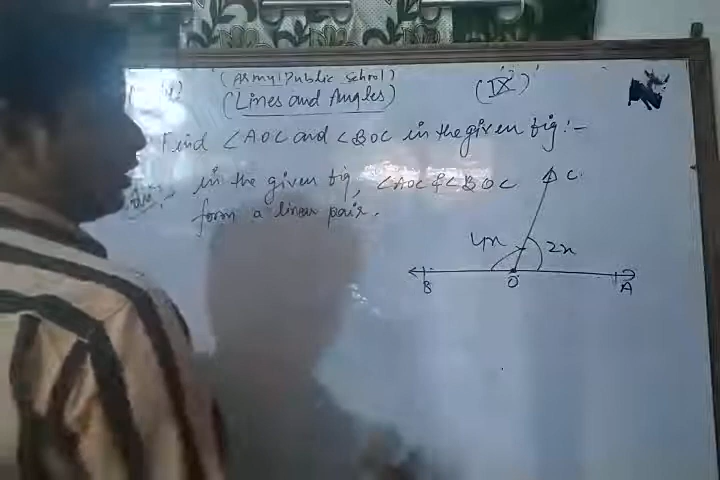 (Army Public School)
(Lines and Angles)
(IX)
Find ∠AOC and ∠BOC in the given fig:-
in the given fig, ∠AOC & ∠BOC
form a linear pair.
C
4x
2x
B
O
A